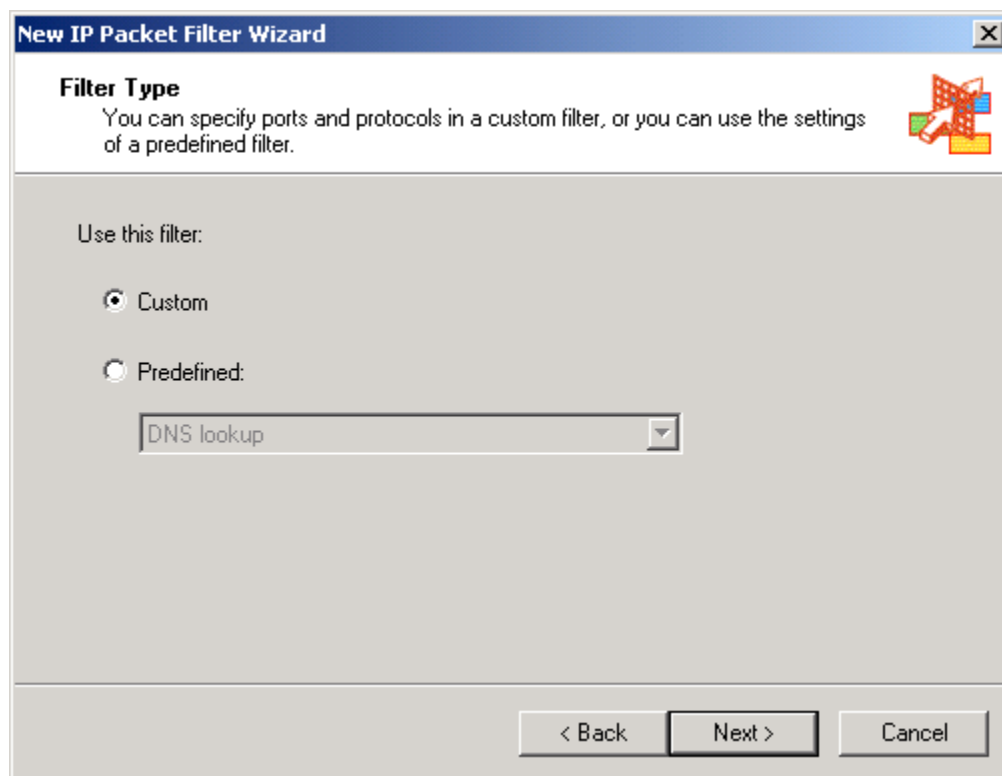 New IP Packet Filter Wizard
Filter Type
You can specify ports and protocols in a custom filter, or you can use the settings
of a predefined filter.
Use this filter:
Custom
Predefined:
DNS lookup
< Back
Next >
Cancel